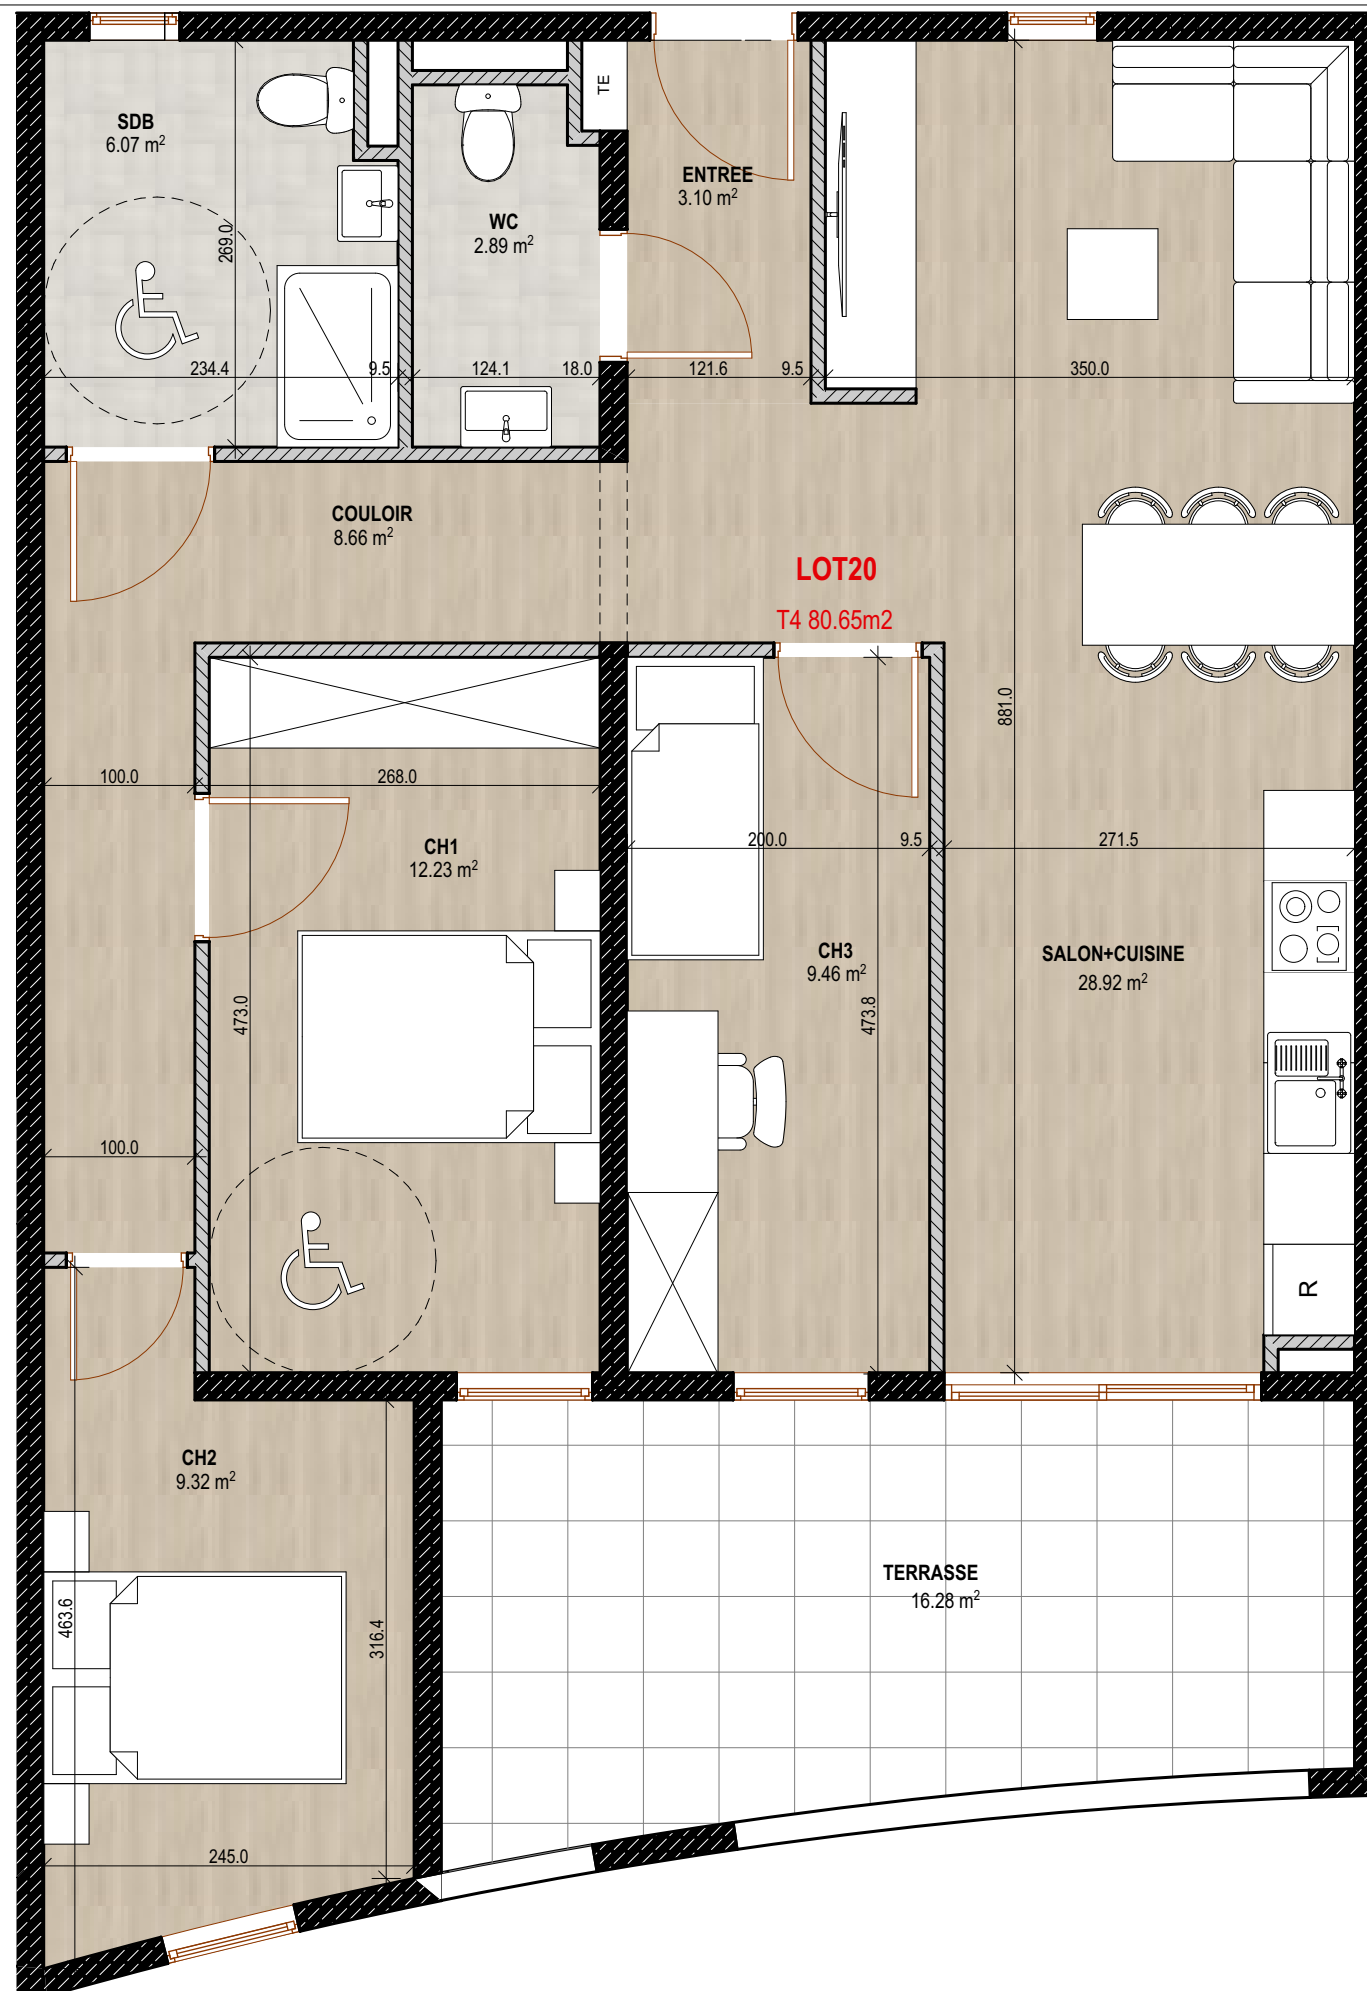 SDB
6.07 m²
TE
ENTREE
3.10 m²
WC
2.89 m²
269.0
234.4
9.5
124.1
18.0
121.6
9.5
350.0
COULOIR
8.66 m²
LOT20
T4 80.65m2
881.0
100.0
268.0
CH1
12.23 m²
200.0
9.5
271.5
CH3
9.46 m²
SALON+CUISINE
28.92 m²
473.0
473.8
100.0
R
CH2
9.32 m²
TERRASSE
16.28 m²
463.6
316.4
245.0